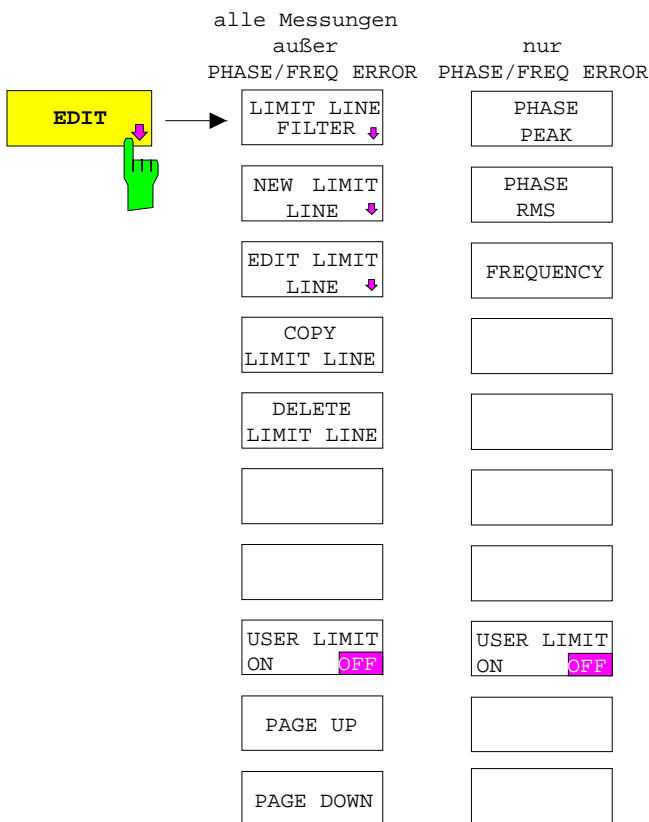 alle Messungen
außer
PHASE/FREQ ERROR
nur
PHASE/FREQ ERROR
EDIT
LIMIT LINE
FILTER
NEW LIMIT
LINE
EDIT LIMIT
LINE
COPY
LIMIT LINE
DELETE
LIMIT LINE
USER LIMIT
ON OFF
PAGE UP
PAGE DOWN
PHASE
PEAK
PHASE
RMS
FREQUENCY
USER LIMIT
ON OFF